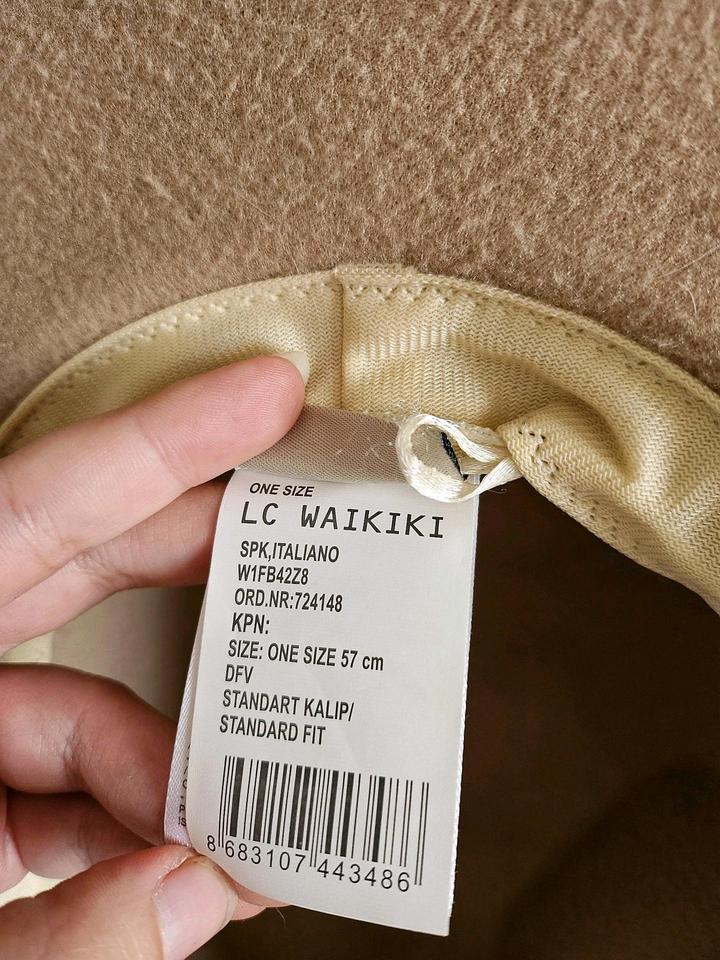 ONE SIZE
LC WAIKIKI
SPK,ITALIANO
W1FB42Z8
ORD.NR:724148
KPN:
SIZE: ONE SIZE 57 cm
DFV
STANDART KALIP/
STANDARD FIT
8 683107 443486